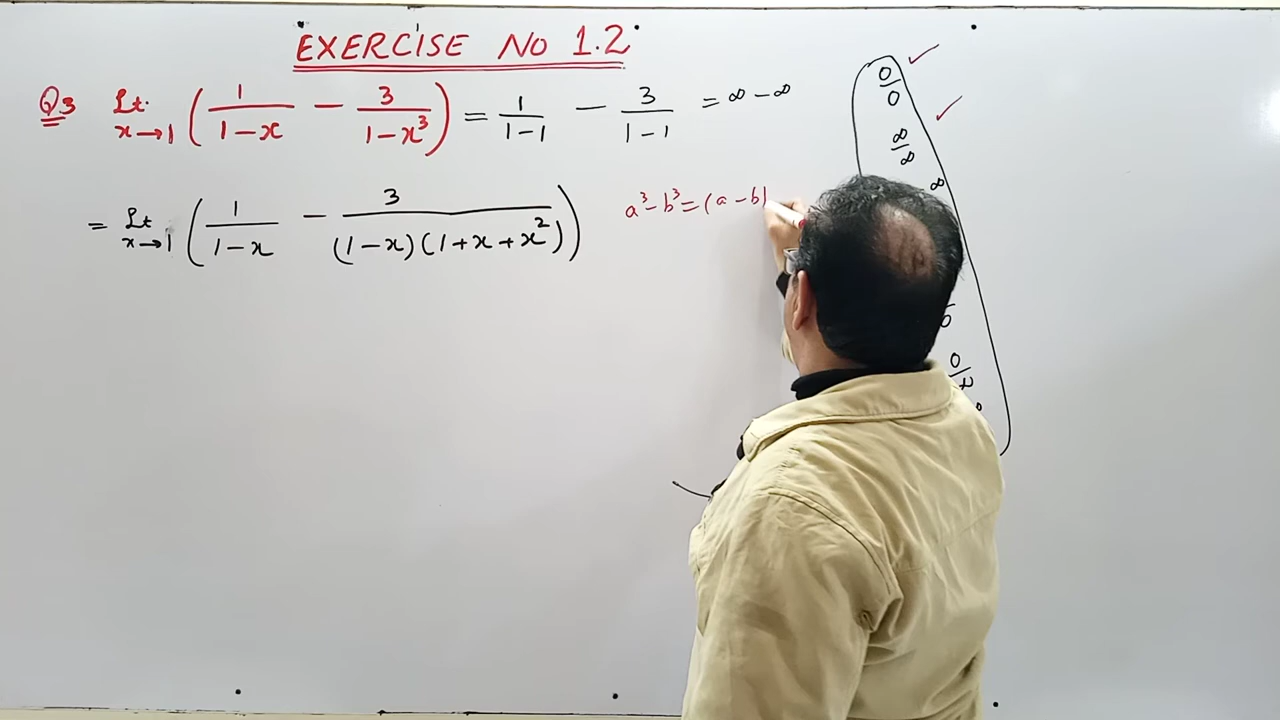 EXERCISE NO 1.2
Q3 Lt x→1 (1/(1-x) - 3/(1-x³)) = 1/(1-1) - 3/(1-1) = ∞ - ∞
= Lt x→1 (1/(1-x) - 3/((1-x)(1+x+x²)))
a³-b³=(a-b)
0/0
∞/∞
∞